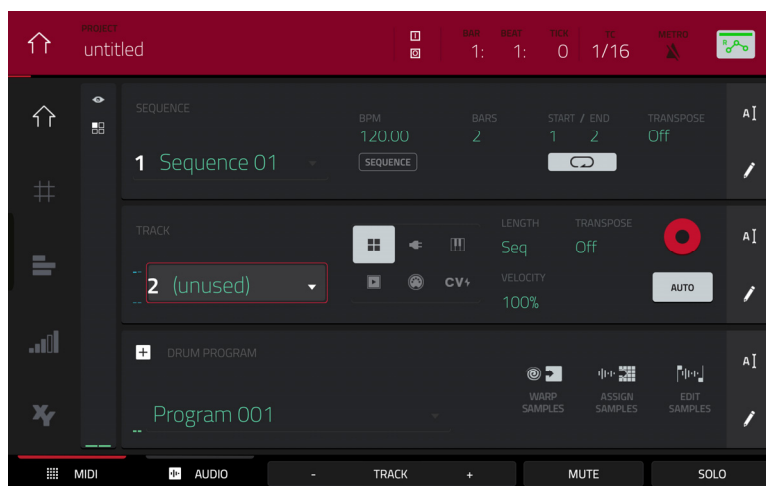 PROJECT
untitled
BAR BEAT TICK TC METRO
1: 1: 0 1/16
R
SEQUENCE
1 Sequence 01
BPM BARS START / END TRANSPOSE
120.00 2 1 2 Off
SEQUENCE
TRACK
2 (unused)
CV
LENGTH TRANSPOSE
Seq Off
VELOCITY
100%
AUTO
DRUM PROGRAM
Program 001
WARP SAMPLES
ASSIGN SAMPLES
EDIT SAMPLES
XY
MIDI AUDIO - TRACK + MUTE SOLO